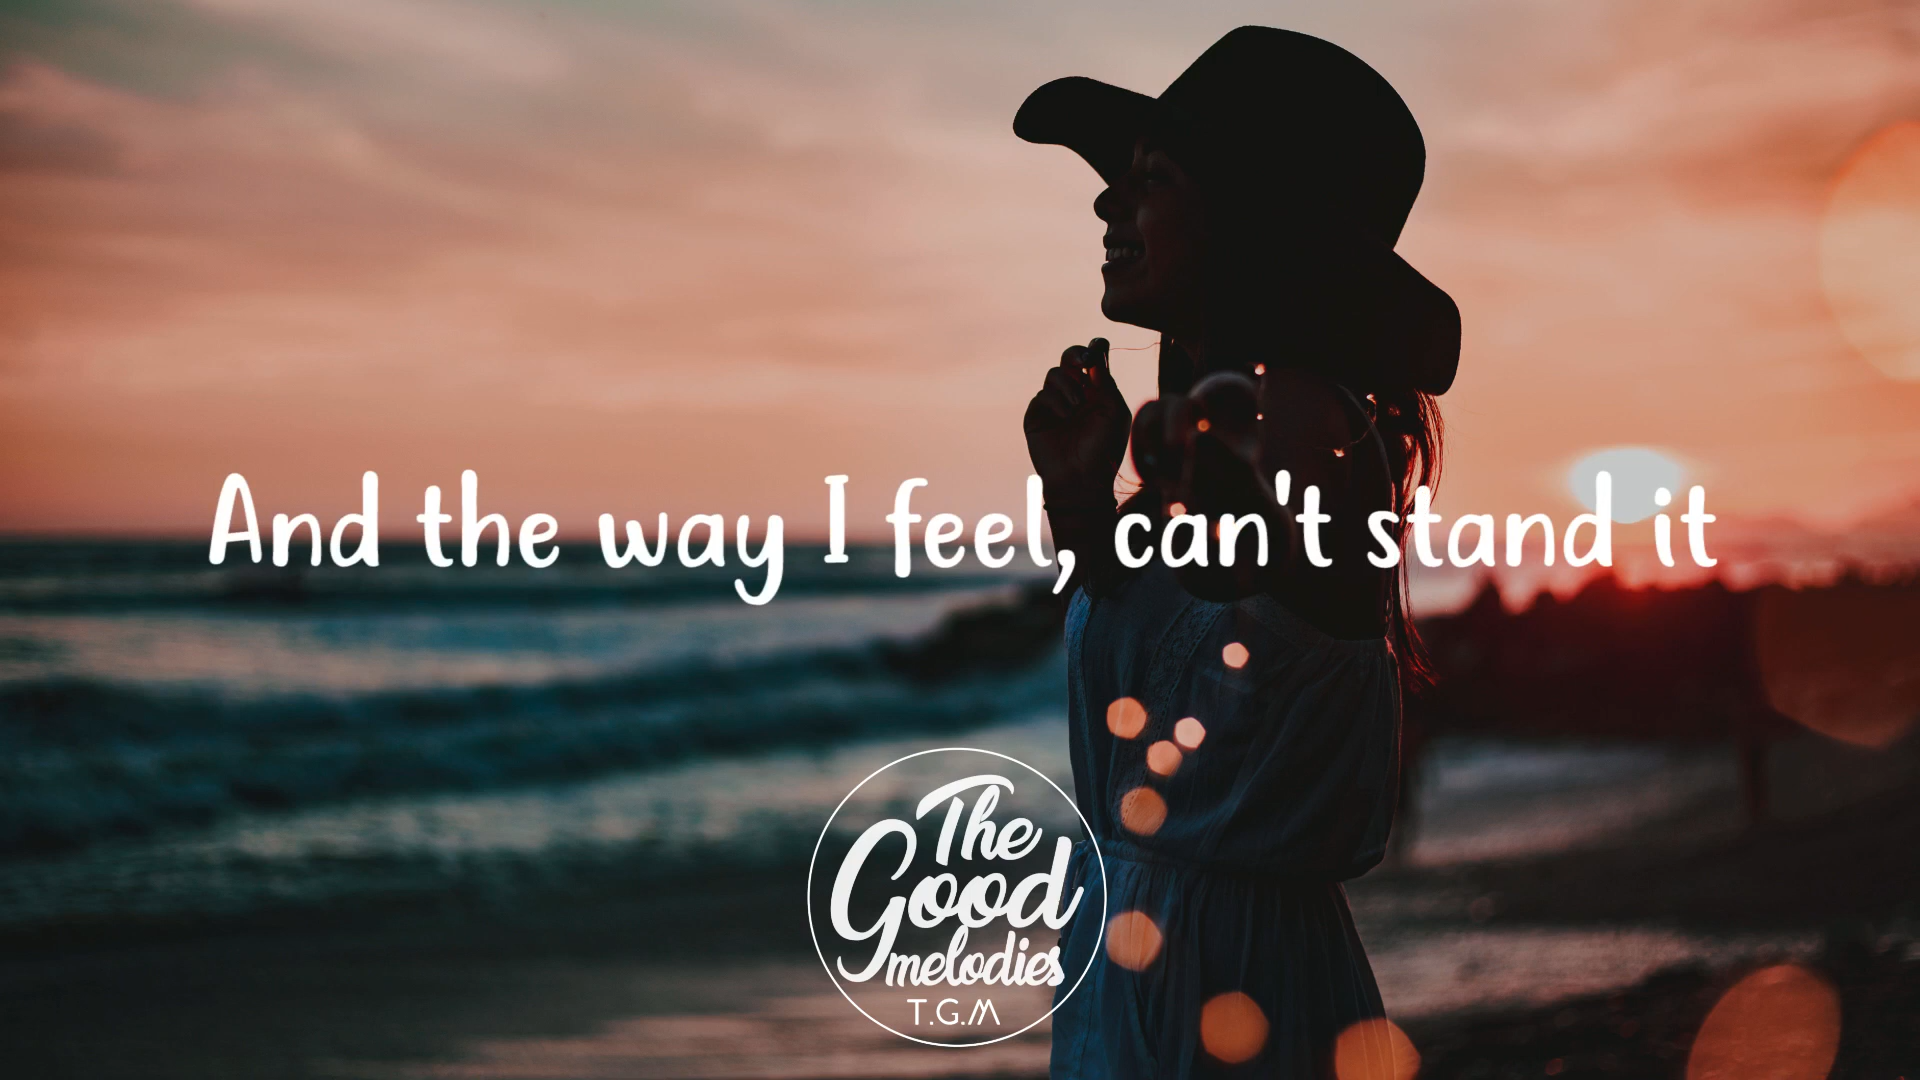 And the way I feel, can't stand it
The
Good
melodies
T.G.M